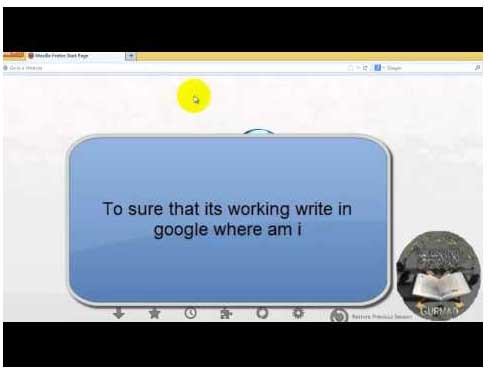 Mozilla Firefox Start Page
Go to a Website
Google
To sure that its working write in
google where am i
Restore Previous Session
GURMAD